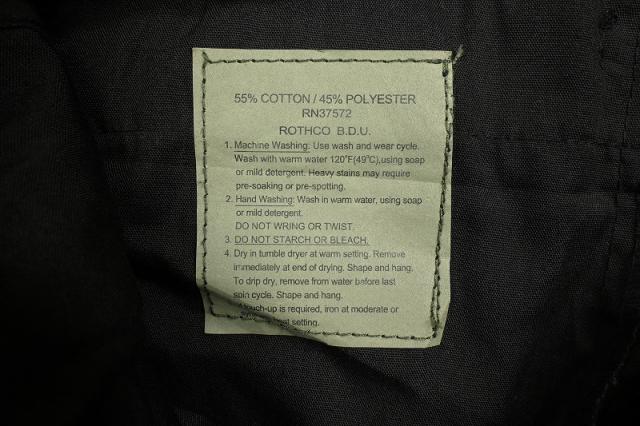 55% COTTON / 45% POLYESTER
RN37572
ROTHCO B.D.U.
1. Machine Washing: Use wash and wear cycle.
Wash with warm water 120°F(49°C),using soap
or mild detergent. Heavy stains may require
pre-soaking or pre-spotting.
2. Hand Washing: Wash in warm water, using soap
or mild detergent.
DO NOT WRING OR TWIST.
3. DO NOT STARCH OR BLEACH.
4. Dry in tumble dryer at warm setting. Remove
immediately at end of drying. Shape and hang.
To drip dry, remove from water before last
spin cycle. Shape and hang.
touch-up is required, iron at moderate or
setting.